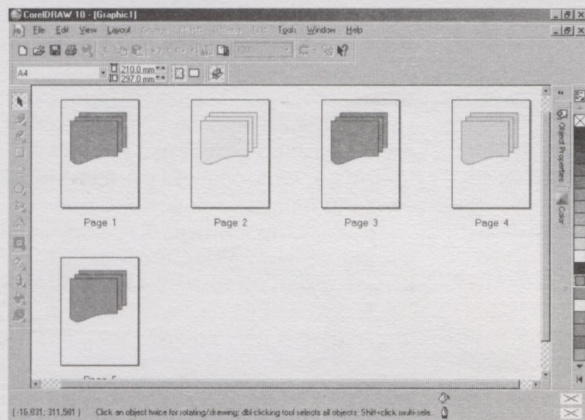 CorelDRAW 10 - [Graphic1]
File Edit View Layout Tools Window Help
A4
210.0 mm
297.0 mm
Object Properties
Color
Page 1 Page 2 Page 3 Page 4
Page 5
Click an object twice for rotating/skewing; dbl-clicking tool selects all objects; Shift+click multi-sele